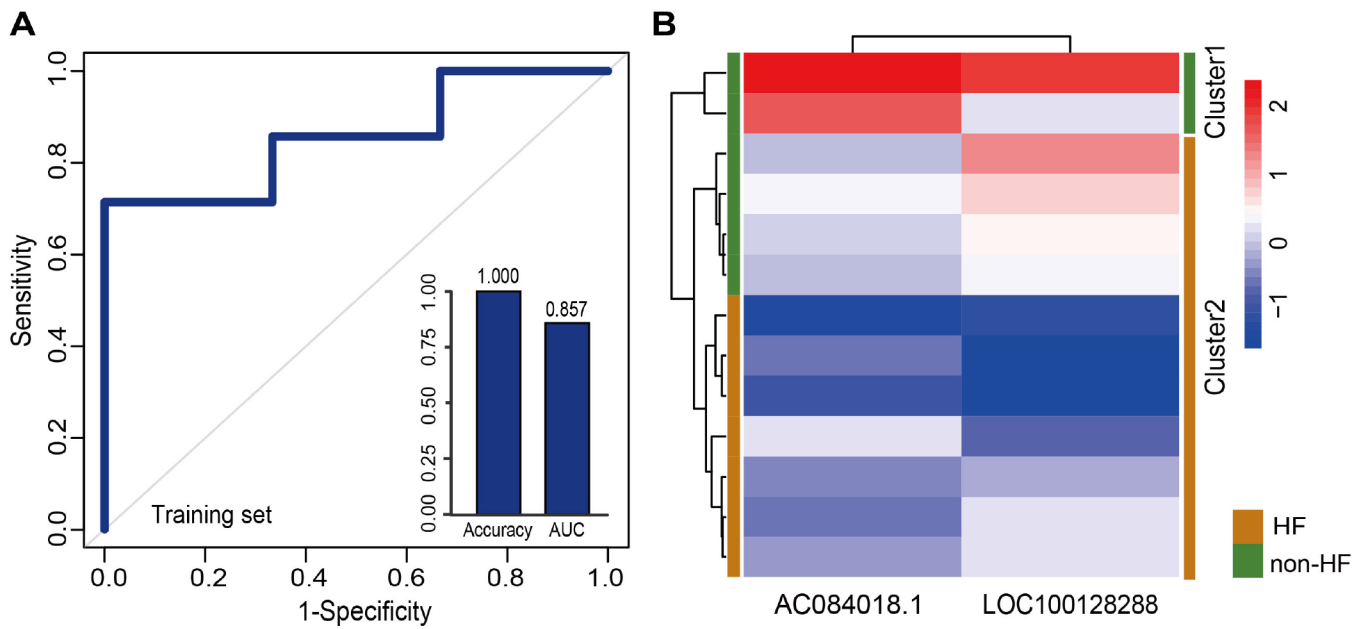 A
Sensitivity
1.0
0.8
0.6
0.4
0.2
0.0
Training set
1.00
0.75
0.50
0.25
0.00
1.000
0.857
Accuracy AUC
0.0 0.2 0.4 0.6 0.8 1.0
1-Specificity
B
Cluster1
Cluster2
2
1
0
−1
HF
non-HF
AC084018.1 LOC100128288